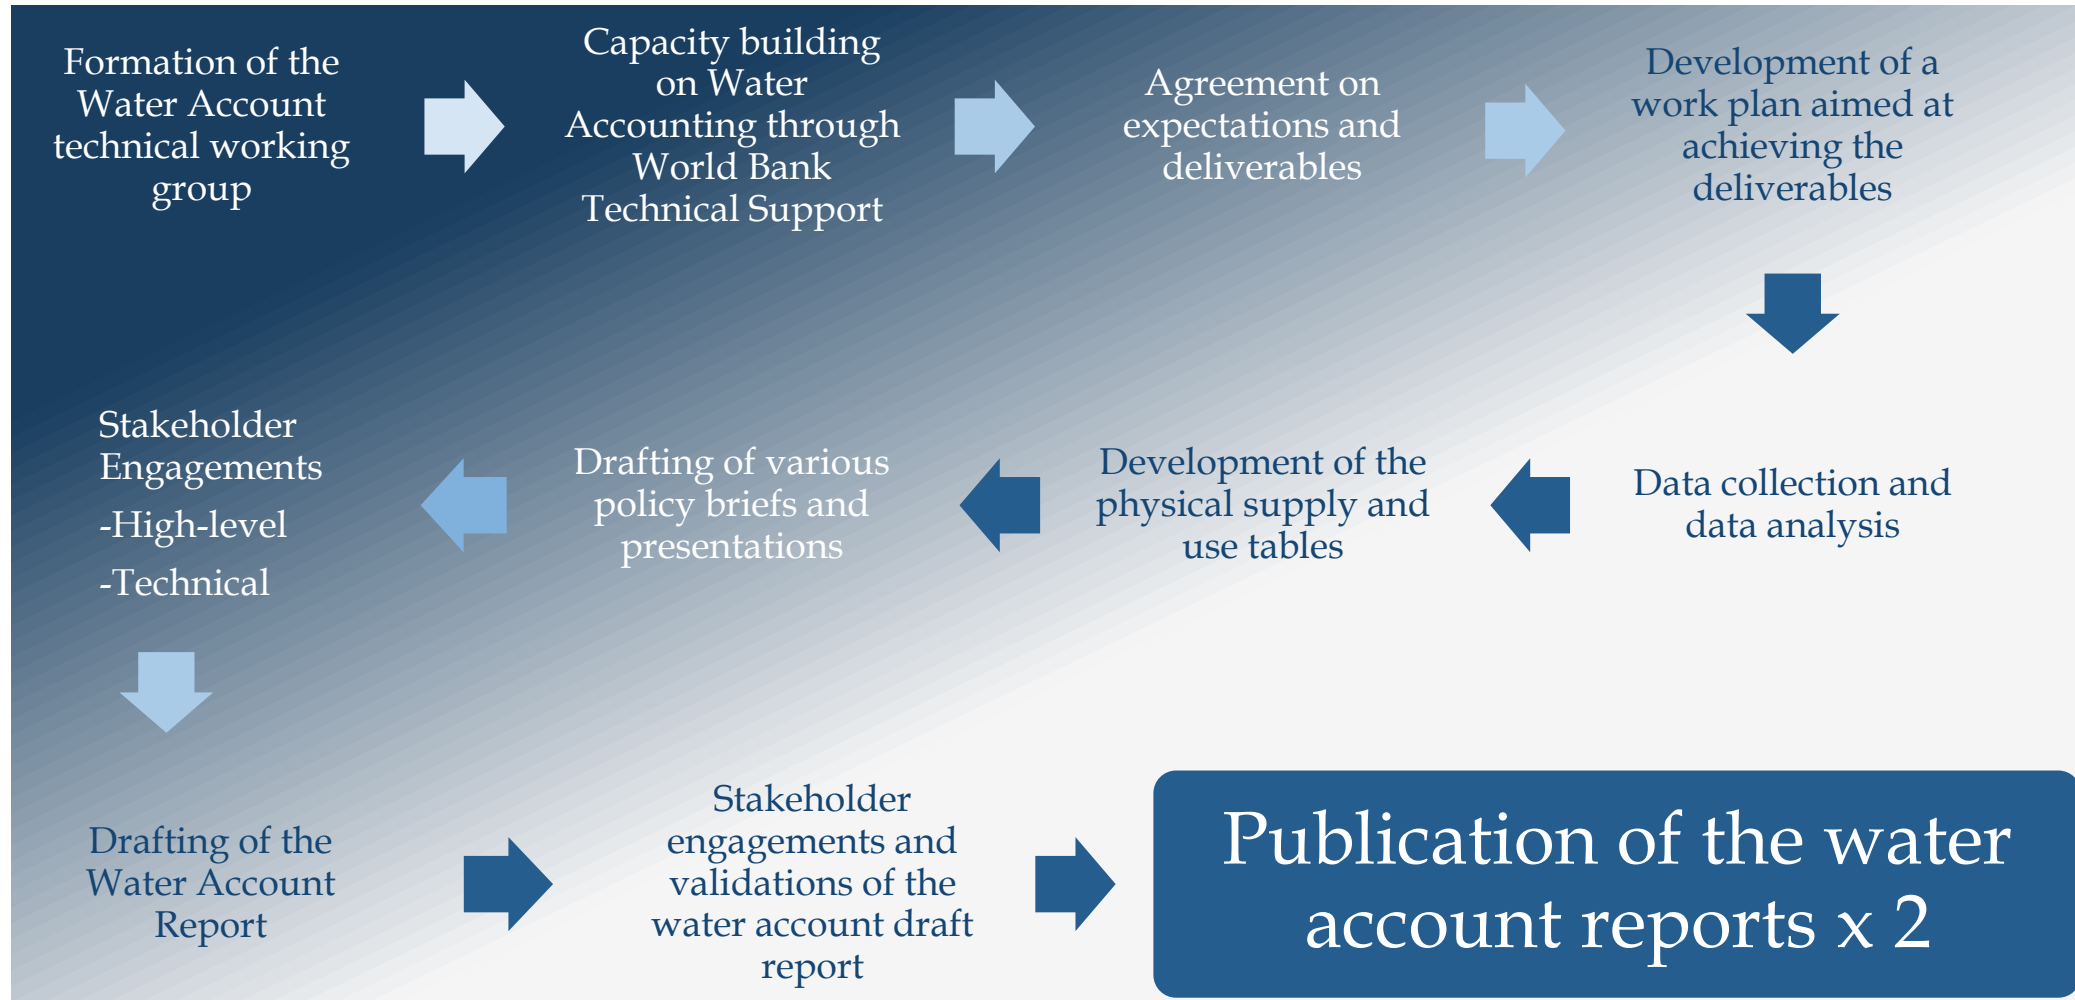 Formation of the
Water Account
technical working
group
Capacity building
on Water
Accounting through
World Bank
Technical Support
Agreement on
expectations and
deliverables
Development of a
work plan aimed at
achieving the
deliverables
Data collection and
data analysis
Development of the
physical supply and
use tables
Drafting of various
policy briefs and
presentations
Stakeholder
Engagements
-High-level
-Technical
Drafting of the
Water Account
Report
Stakeholder
engagements and
validations of the
water account draft
report
Publication of the water
account reports x 2